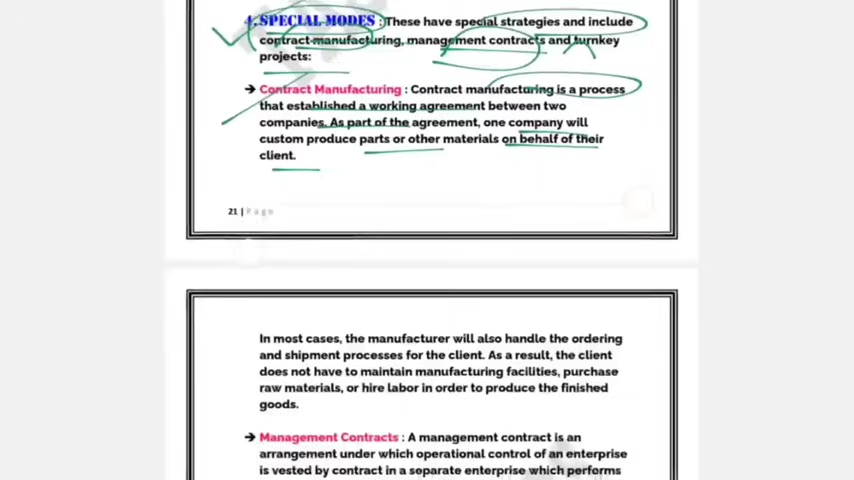 4. SPECIAL MODES : These have special strategies and include
contract manufacturing, management contracts and turnkey
projects:
➔ Contract Manufacturing : Contract manufacturing is a process
that established a working agreement between two
companies. As part of the agreement, one company will
custom produce parts or other materials on behalf of their
client.
21 | Page
In most cases, the manufacturer will also handle the ordering
and shipment processes for the client. As a result, the client
does not have to maintain manufacturing facilities, purchase
raw materials, or hire labor in order to produce the finished
goods.
➔ Management Contracts : A management contract is an
arrangement under which operational control of an enterprise
is vested by contract in a separate enterprise which performs